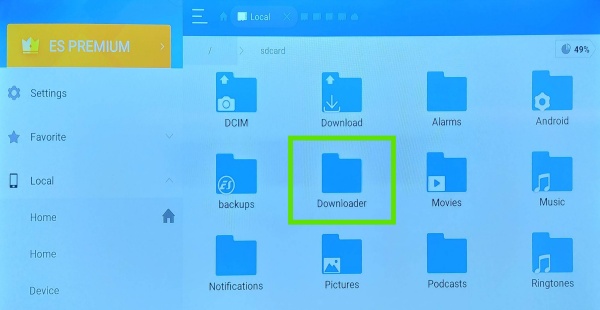 Local
ES PREMIUM
/ sdcard
49%
Settings
DCIM
Download
Alarms
Android
Favorite
Local
ES
backups
Downloader
Movies
Music
Home
Home
Device
Notifications
Pictures
Podcasts
Ringtones